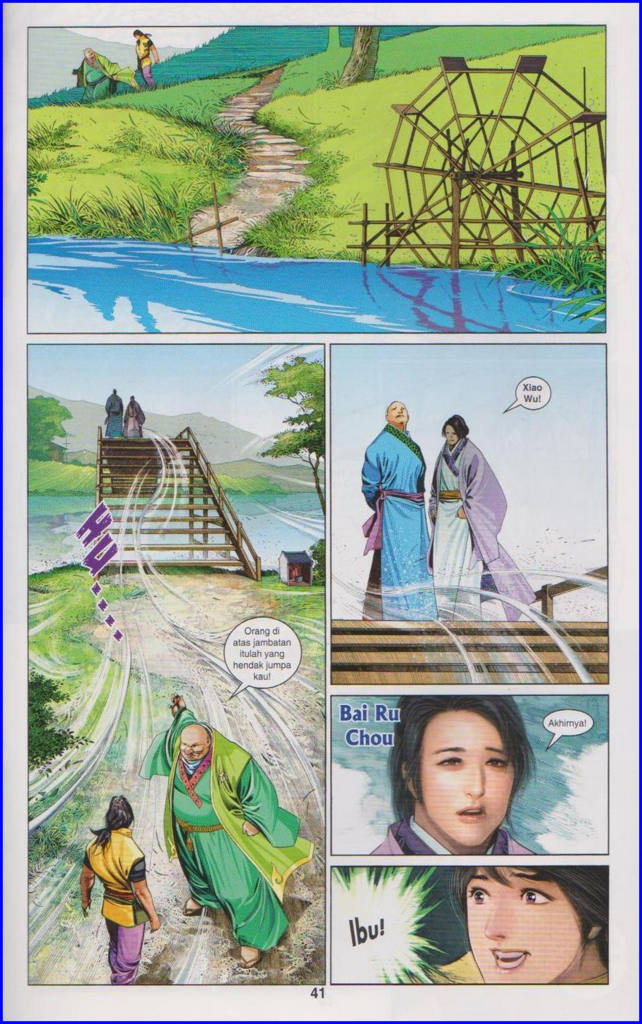 Hu.....
Orang di
atas jambatan
itulah yang
hendak jumpa
kau!
Xiao
Wu!
Bai Ru
Chou
Akhirnya!
Ibu!
41